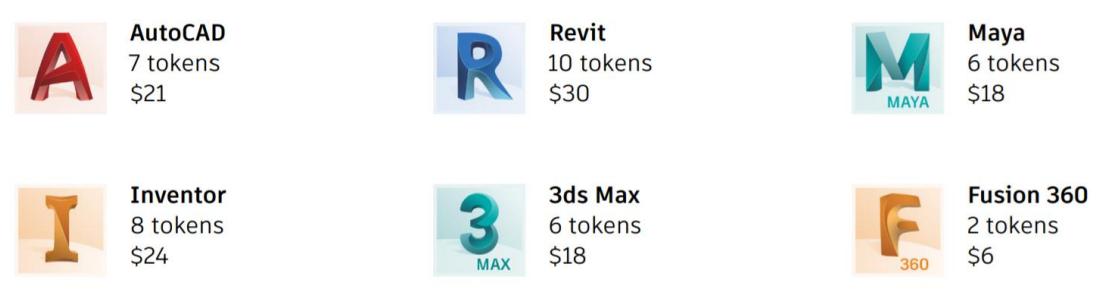 AutoCAD
7 tokens
$21
Revit
10 tokens
$30
MAYA
Maya
6 tokens
$18
Inventor
8 tokens
$24
MAX
3ds Max
6 tokens
$18
360
Fusion 360
2 tokens
$6